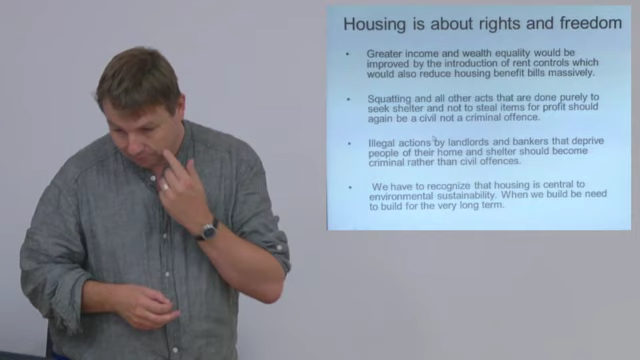 Housing is about rights and freedom
• Greater income and wealth equality would be
improved by the introduction of rent controls which
would also reduce housing benefit bills massively.
• Squatting and all other acts that are done purely to
seek shelter and not to steal items for profit should
again be a civil not a criminal offence.
• Illegal actions by landlords and bankers that deprive
people of their home and shelter should become
criminal rather than civil offences.
• We have to recognize that housing is central to
environmental sustainability. When we build be need
to build for the very long term.